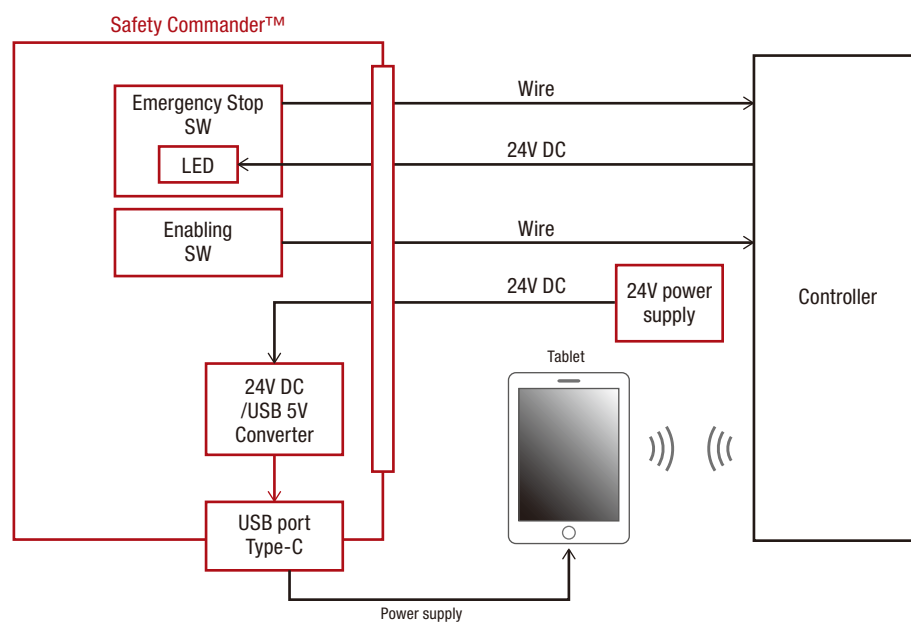 Safety Commander™
Emergency Stop
SW
LED
Enabling
SW
Wire
24V DC
Wire
24V DC
24V power
supply
Controller
Tablet
24V DC
/USB 5V
Converter
USB port
Type-C
Power supply